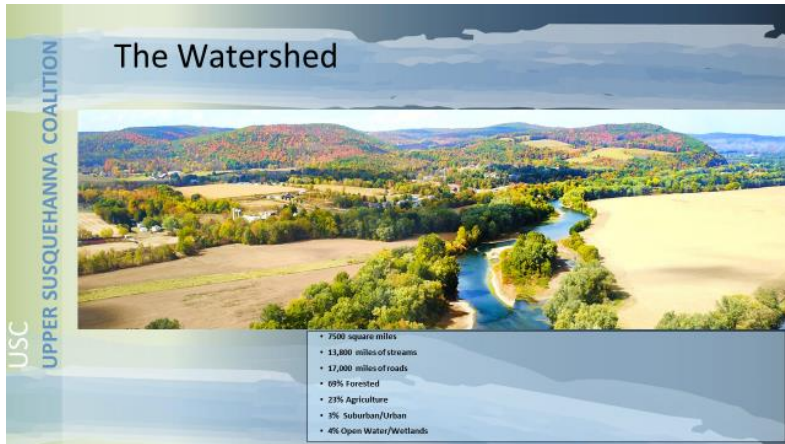 The Watershed
USC
UPPER SUSQUEHANNA COALITION
• 7500 square miles
• 13,800 miles of streams
• 17,000 miles of roads
• 69% Forested
• 23% Agriculture
• 3% Suburban/Urban
• 4% Open Water/Wetlands